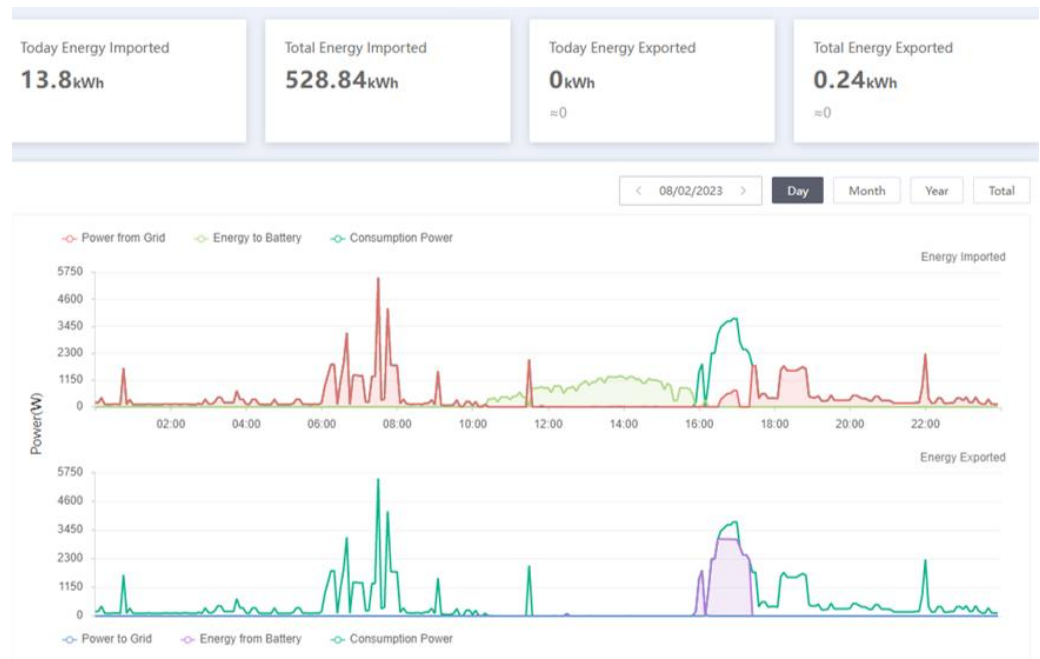 Today Energy Imported
13.8kWh
Total Energy Imported
528.84kWh
Today Energy Exported
0kWh
≈0
Total Energy Exported
0.24kWh
≈0
< 08/02/2023 > Day Month Year Total
Power from Grid Energy to Battery Consumption Power
Energy Imported
5750
4600
3450
2300
1150
0
02:00 04:00 06:00 08:00 10:00 12:00 14:00 16:00 18:00 20:00 22:00
Power(W)
Energy Exported
5750
4600
3450
2300
1150
0
Power to Grid Energy from Battery Consumption Power